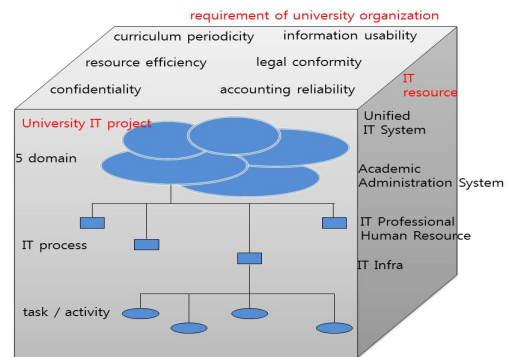 requirement of university organization
curriculum periodicity information usability
resource efficiency legal conformity
confidentiality accounting reliability
IT
resource
University IT project
5 domain
IT process
task / activity
Unified
IT System
Academic
Administration System
IT Professional
Human Resource
IT Infra